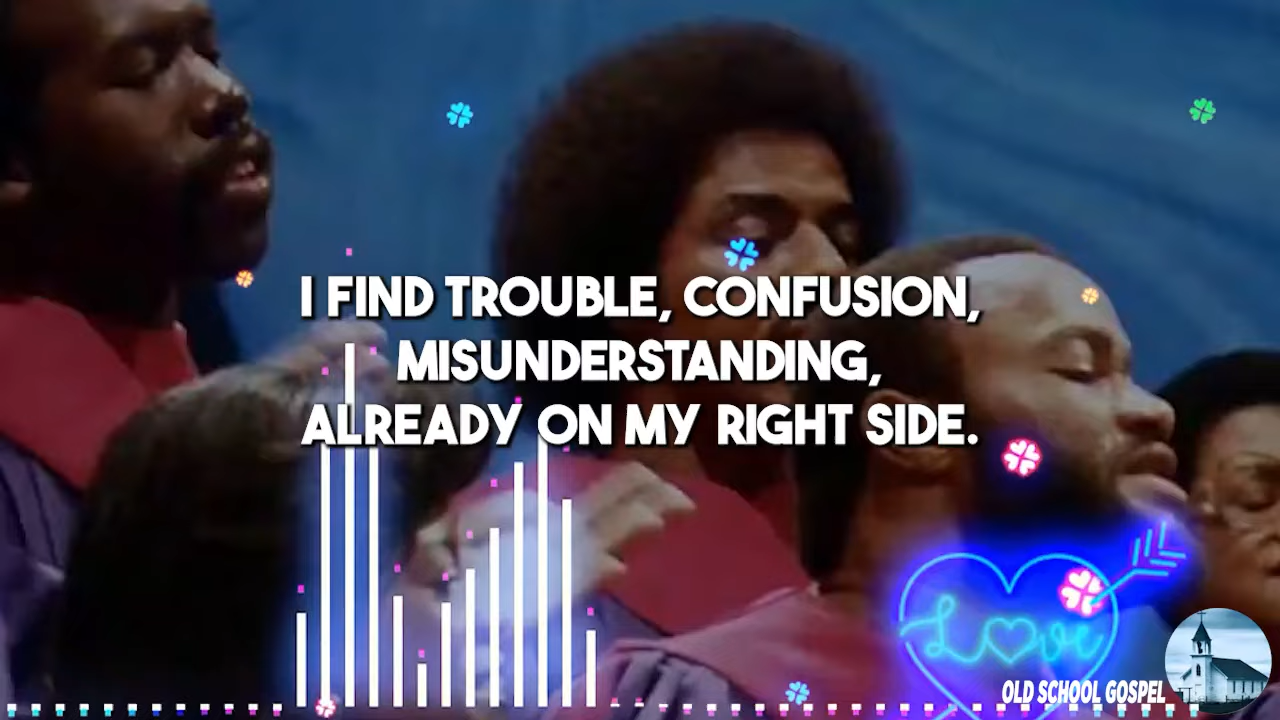 I FIND TROUBLE, CONFUSION,
MISUNDERSTANDING,
ALREADY ON MY RIGHT SIDE.
Love
OLD SCHOOL GOSPEL